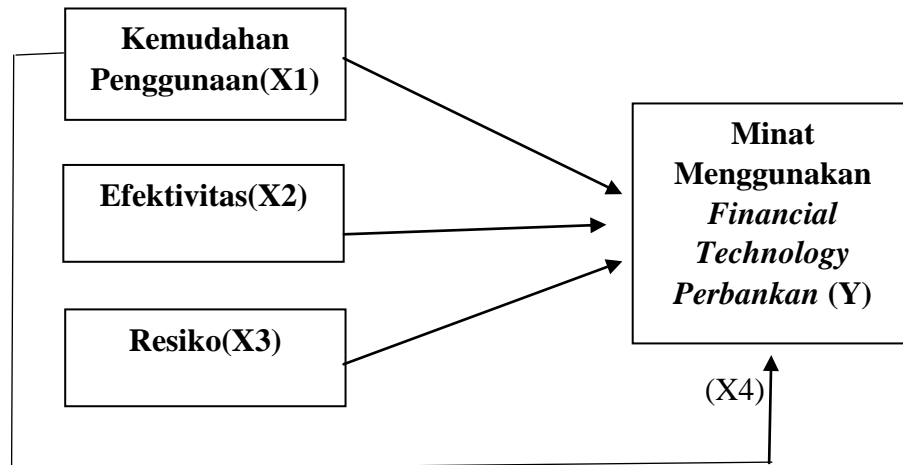 Kemudahan
Penggunaan(X1)
Efektivitas(X2)
Resiko(X3)
Minat
Menggunakan
Financial
Technology
Perbankan (Y)
(X4)